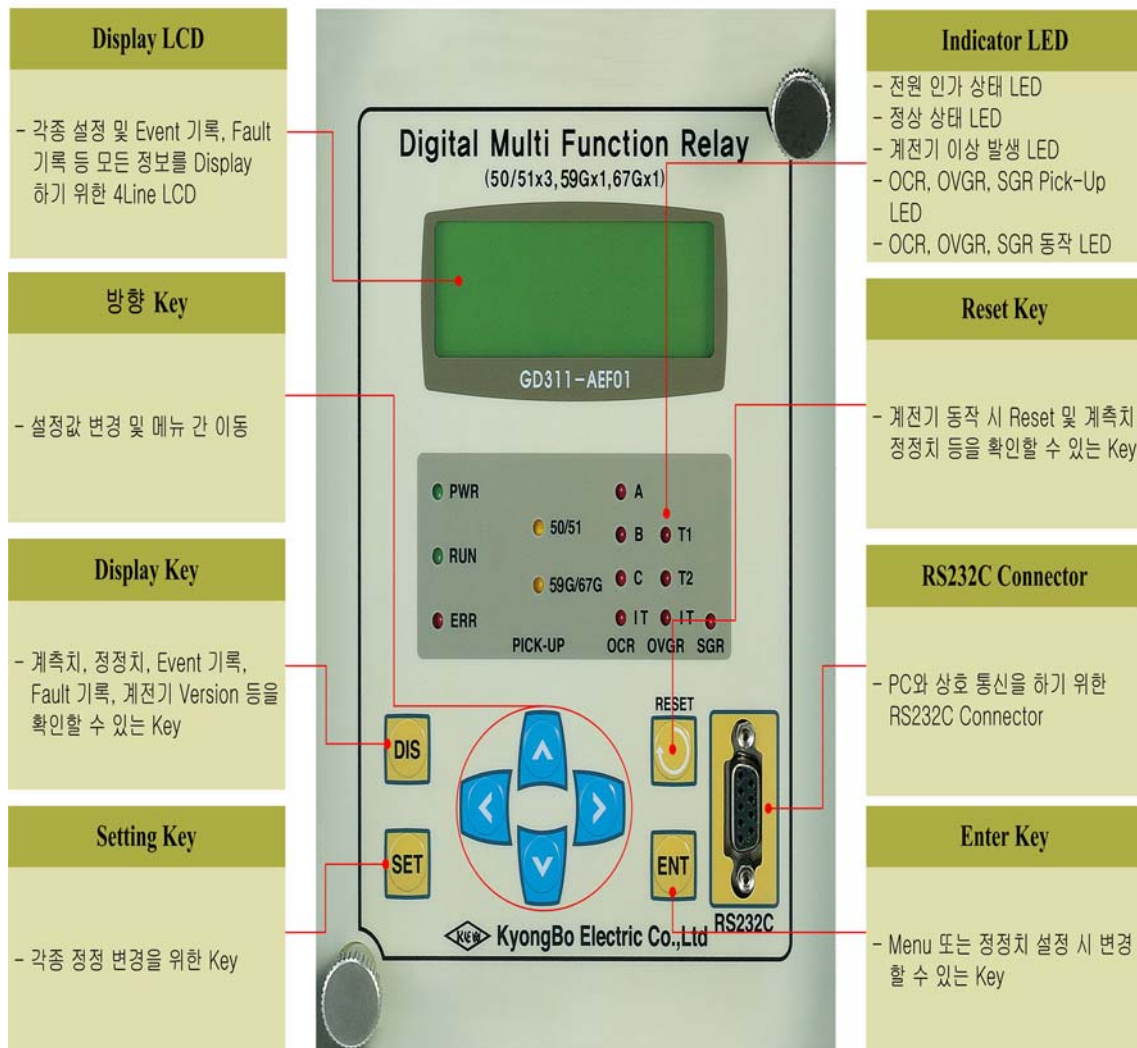 Display LCD
- 각종 설정 및 Event 기록, Fault
기록 등 모든 정보를 Display
하기 위한 4Line LCD
방향 Key
- 설정값 변경 및 메뉴 간 이동
Display Key
- 계측치, 정정치, Event 기록,
Fault 기록, 계전기 Version 등을
확인할 수 있는 Key
Setting Key
- 각종 정정 변경을 위한 Key
Digital Multi Function Relay
(50/51x3,59Gx1,67Gx1)
GD311-AEF01
PWR
RUN
ERR
50/51
59G/67G
PICK-UP
A
B
C
IT
OCR
T1
T2
IT
OVGR
SGR
DIS
SET
RESET
ENT
RS232C
KEW KyongBo Electric Co.,Ltd
Indicator LED
- 전원 인가 상태 LED
- 정상 상태 LED
- 계전기 이상 발생 LED
- OCR, OVGR, SGR Pick-Up
LED
- OCR, OVGR, SGR 동작 LED
Reset Key
- 계전기 동작 시 Reset 및 계측치
정정치 등을 확인할 수 있는 Key
RS232C Connector
- PC와 상호 통신을 하기 위한
RS232C Connector
Enter Key
- Menu 또는 정정치 설정 시 변경
할 수 있는 Key